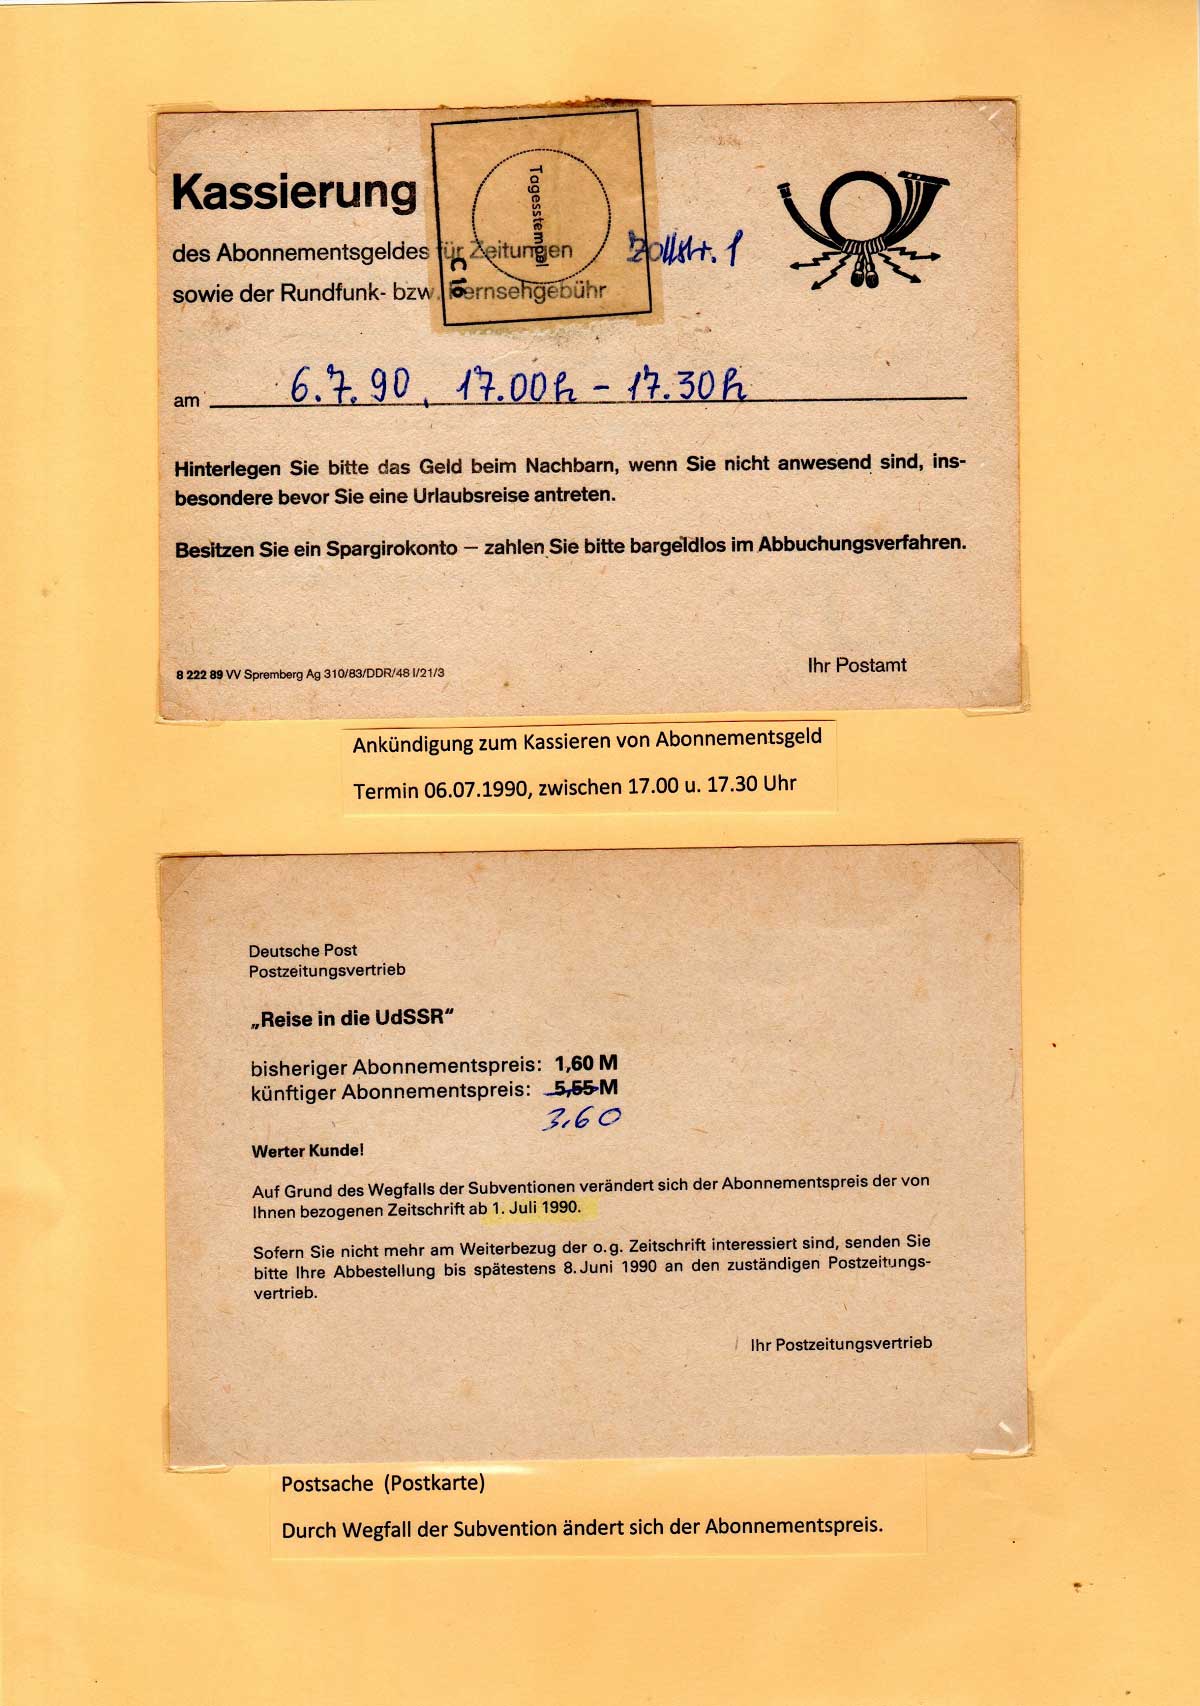 Kassierung
des Abonnementsgeldes für Zeitungen
sowie der Rundfunk- bzw. Fernsehgebühr
Tagesstempel
C 16
Zollstr. 1
am 6.7.90, 17.00h – 17.30h
Hinterlegen Sie bitte das Geld beim Nachbarn, wenn Sie nicht anwesend sind, ins-
besondere bevor Sie eine Urlaubsreise antreten.
Besitzen Sie ein Spargirokonto — zahlen Sie bitte bargeldlos im Abbuchungsverfahren.
8 222 89 VV Spremberg Ag 310/83/DDR/48 I/21/3
Ihr Postamt
Ankündigung zum Kassieren von Abonnementsgeld
Termin 06.07.1990, zwischen 17.00 u. 17.30 Uhr
Deutsche Post
Postzeitungsvertrieb
„Reise in die UdSSR“
bisheriger Abonnementspreis: 1,60 M
künftiger Abonnementspreis: 5,55 M
3,60
Werter Kunde!
Auf Grund des Wegfalls der Subventionen verändert sich der Abonnementspreis der von
Ihnen bezogenen Zeitschrift ab 1. Juli 1990.
Sofern Sie nicht mehr am Weiterbezug der o.g. Zeitschrift interessiert sind, senden Sie
bitte Ihre Abbestellung bis spätestens 8. Juni 1990 an den zuständigen Postzeitungs-
vertrieb.
Ihr Postzeitungsvertrieb
Postsache (Postkarte)
Durch Wegfall der Subvention ändert sich der Abonnementspreis.